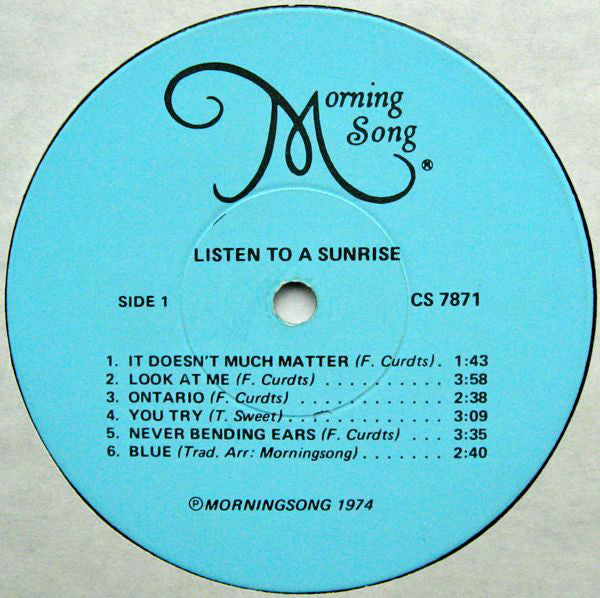 Morning
Song ®
LISTEN TO A SUNRISE
SIDE 1 CS 7871
1. IT DOESN'T MUCH MATTER (F. Curdts) . 1:43
2. LOOK AT ME (F. Curdts) . . . . . . . . . . . 3:58
3. ONTARIO (F. Curdts) . . . . . . . . . . . . . 2:38
4. YOU TRY (T. Sweet) . . . . . . . . . . . . . . 3:09
5. NEVER BENDING EARS (F. Curdts) . . . 3:35
6. BLUE (Trad. Arr: Morningsong) . . . . . . . 2:40
℗MORNINGSONG 1974